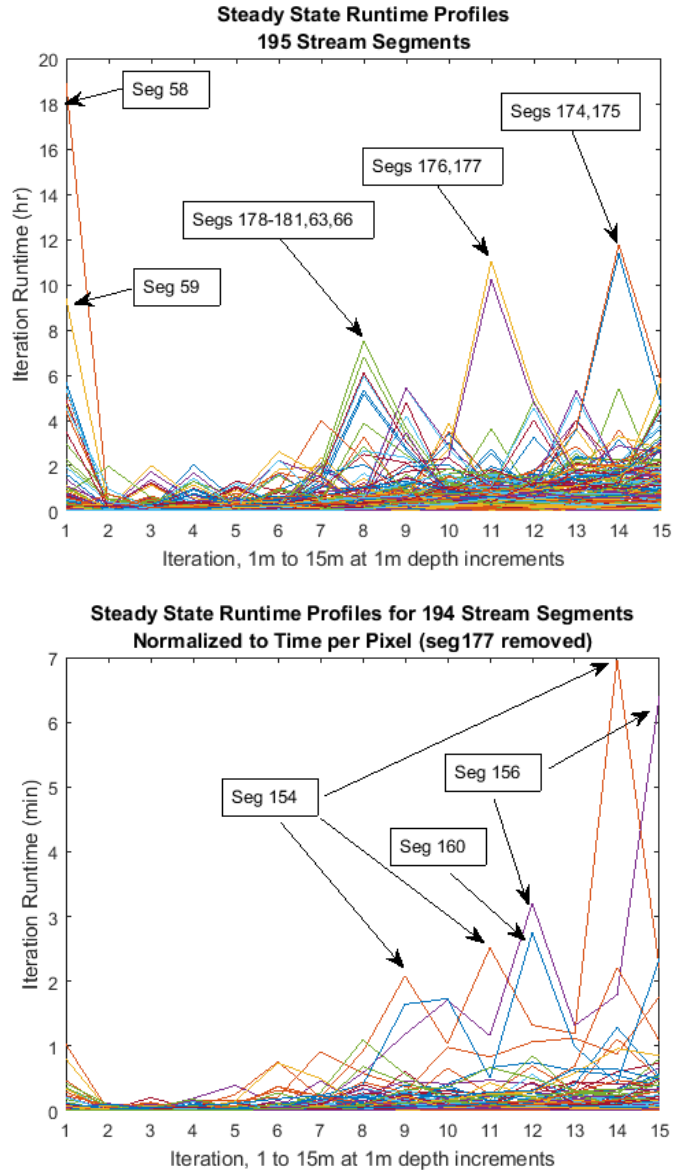 Steady State Runtime Profiles
195 Stream Segments
20
18
16
14
12
10
8
6
4
2
0
Iteration Runtime (hr)
Seg 58
Segs 174,175
Segs 176,177
Segs 178-181,63,66
Seg 59
1 2 3 4 5 6 7 8 9 10 11 12 13 14 15
Iteration, 1m to 15m at 1m depth increments
Steady State Runtime Profiles for 194 Stream Segments
Normalized to Time per Pixel (seg177 removed)
7
6
5
4
3
2
1
0
Iteration Runtime (min)
Seg 156
Seg 154
Seg 160
1 2 3 4 5 6 7 8 9 10 11 12 13 14 15
Iteration, 1 to 15m at 1m depth increments